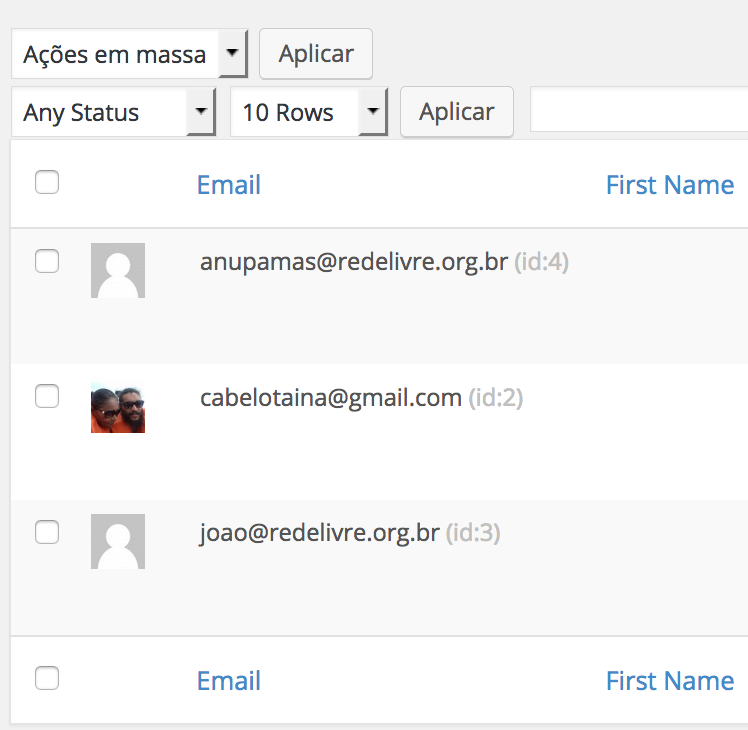 Ações em massa Aplicar
Any Status 10 Rows Aplicar
Email First Name
anupamas@redelivre.org.br (id:4)
cabelotaina@gmail.com (id:2)
joao@redelivre.org.br (id:3)
Email First Name